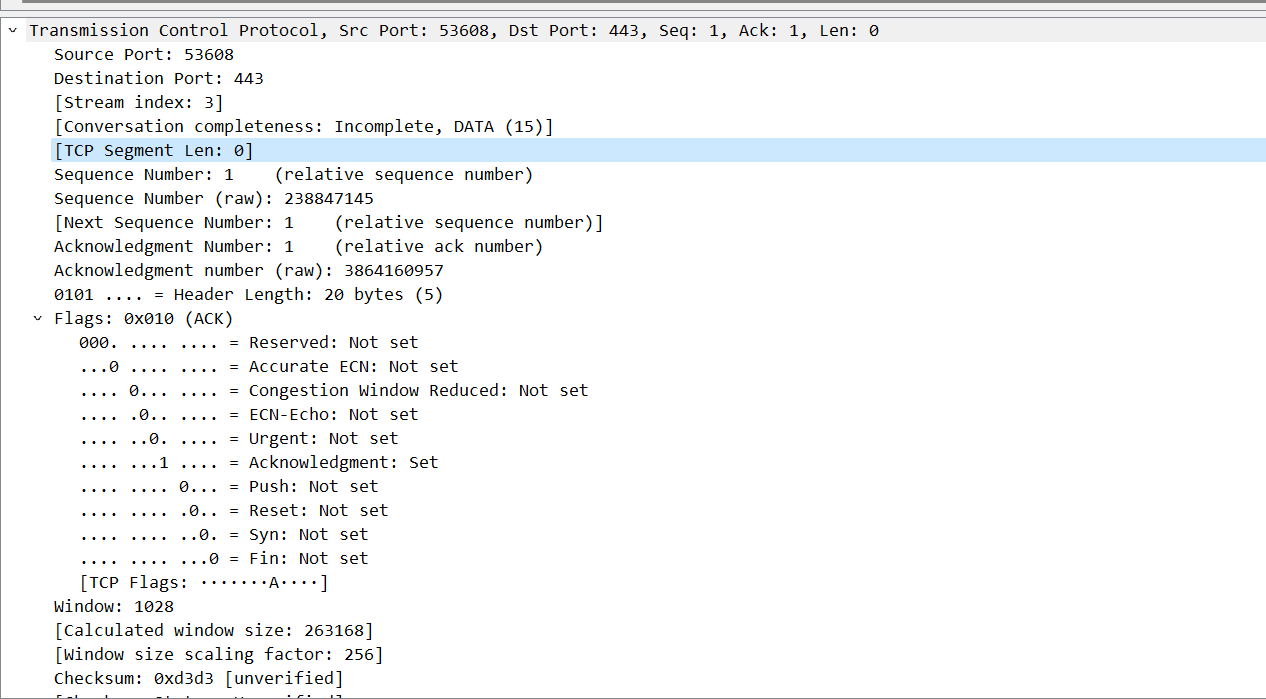 Transmission Control Protocol, Src Port: 53608, Dst Port: 443, Seq: 1, Ack: 1, Len: 0
Source Port: 53608
Destination Port: 443
[Stream index: 3]
[Conversation completeness: Incomplete, DATA (15)]
[TCP Segment Len: 0]
Sequence Number: 1    (relative sequence number)
Sequence Number (raw): 238847145
[Next Sequence Number: 1    (relative sequence number)]
Acknowledgment Number: 1    (relative ack number)
Acknowledgment number (raw): 3864160957
0101 .... = Header Length: 20 bytes (5)
Flags: 0x010 (ACK)
000. .... .... = Reserved: Not set
...0 .... .... = Accurate ECN: Not set
.... 0... .... = Congestion Window Reduced: Not set
.... .0.. .... = ECN-Echo: Not set
.... ..0. .... = Urgent: Not set
.... ...1 .... = Acknowledgment: Set
.... .... 0... = Push: Not set
.... .... .0.. = Reset: Not set
.... .... ..0. = Syn: Not set
.... .... ...0 = Fin: Not set
[TCP Flags: ·······A····]
Window: 1028
[Calculated window size: 263168]
[Window size scaling factor: 256]
Checksum: 0xd3d3 [unverified]